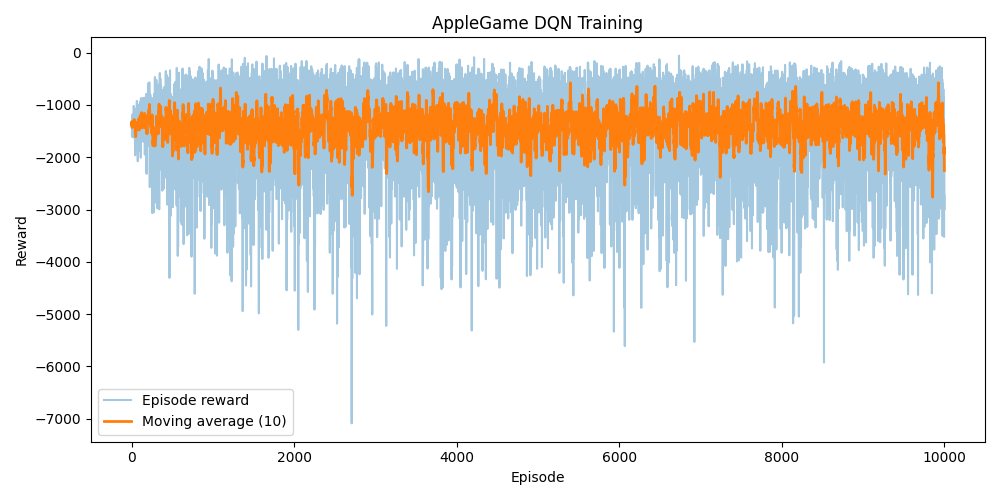 AppleGame DQN Training
Reward
0
−1000
−2000
−3000
−4000
−5000
−6000
−7000
Episode reward
Moving average (10)
0
2000
4000
6000
8000
10000
Episode